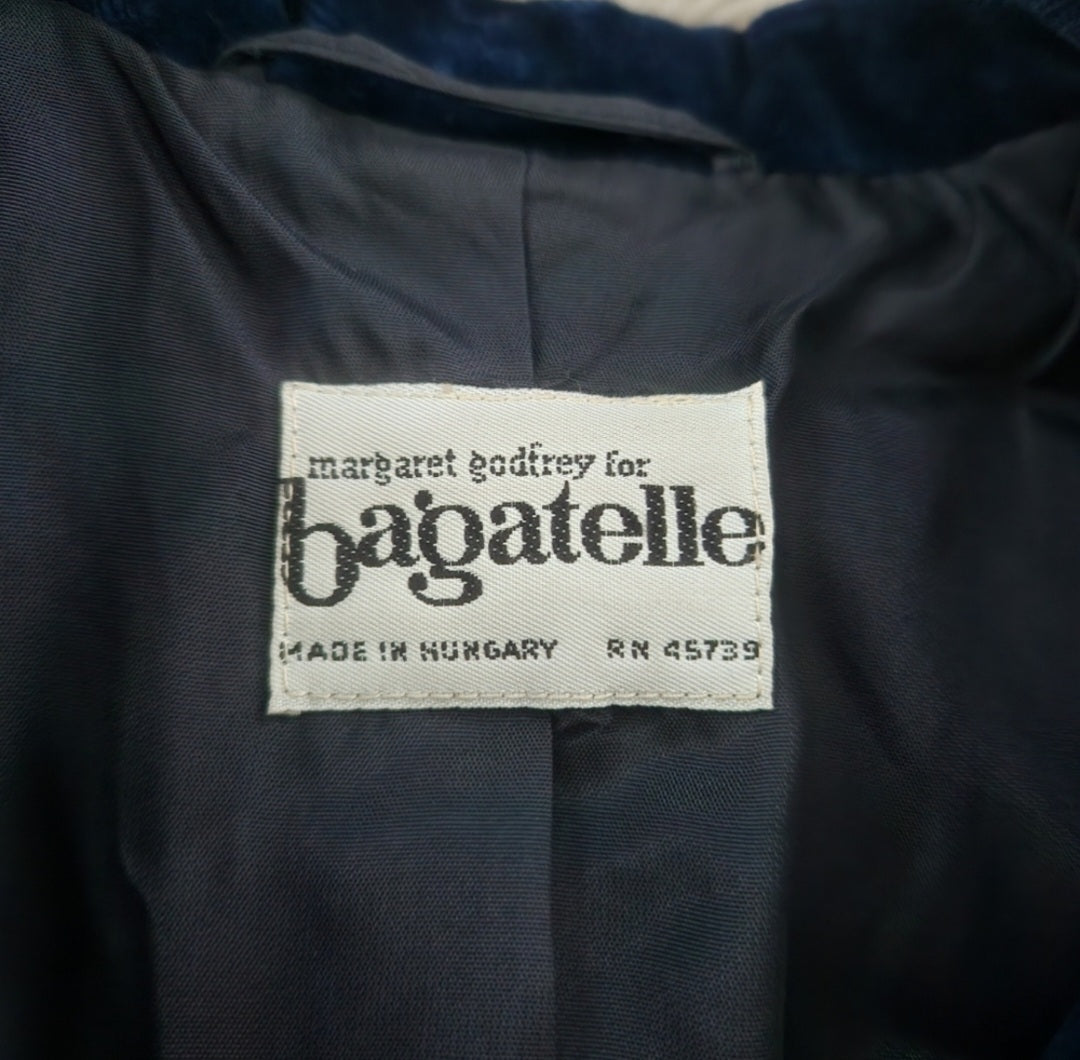 margaret godfrey for
bagatelle
MADE IN HUNGARY RN 45739